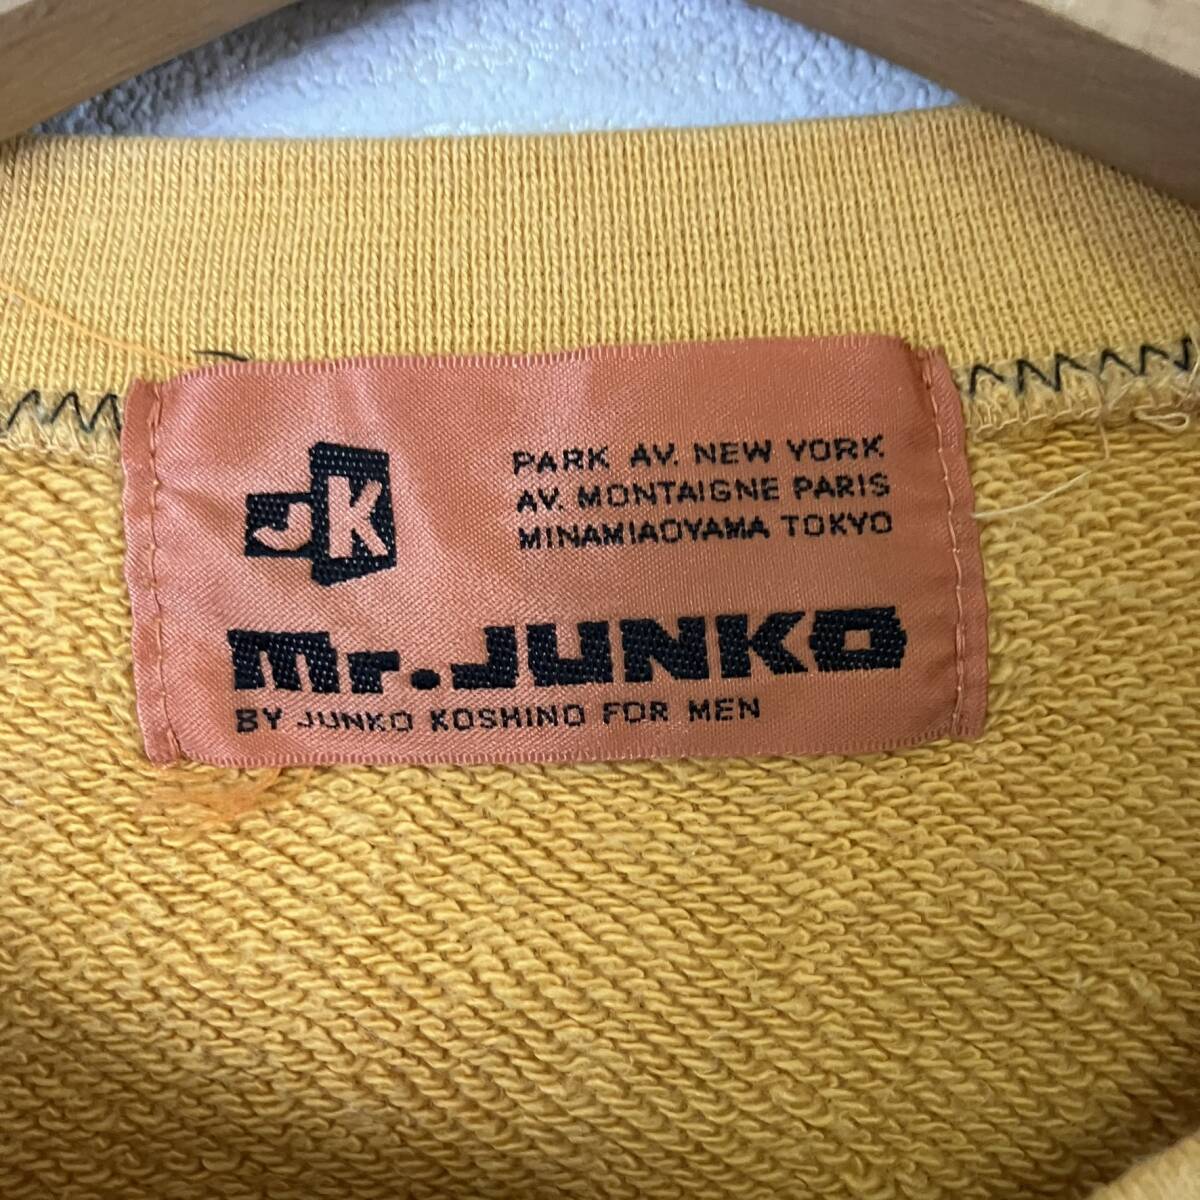 JK
PARK AV. NEW YORK
AV. MONTAIGNE PARIS
MINAMIAOYAMA TOKYO
Mr.JUNKO
BY JUNKO KOSHINO FOR MEN